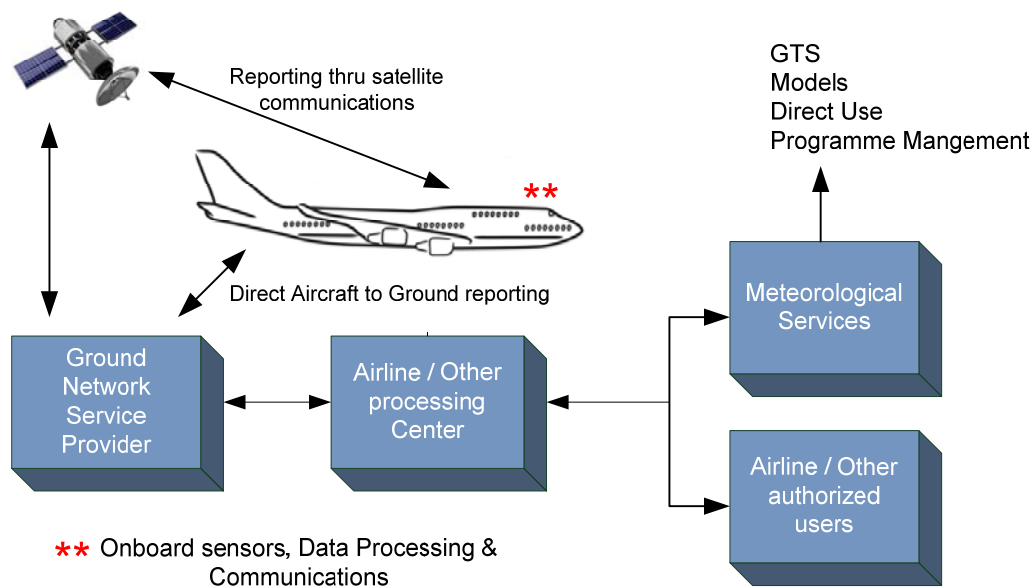 Reporting thru satellite
communications
GTS
Models
Direct Use
Programme Mangement
**
Direct Aircraft to Ground reporting
Ground
Network
Service
Provider
Airline / Other
processing
Center
Meteorological
Services
Airline / Other
authorized
users
** Onboard sensors, Data Processing &
Communications